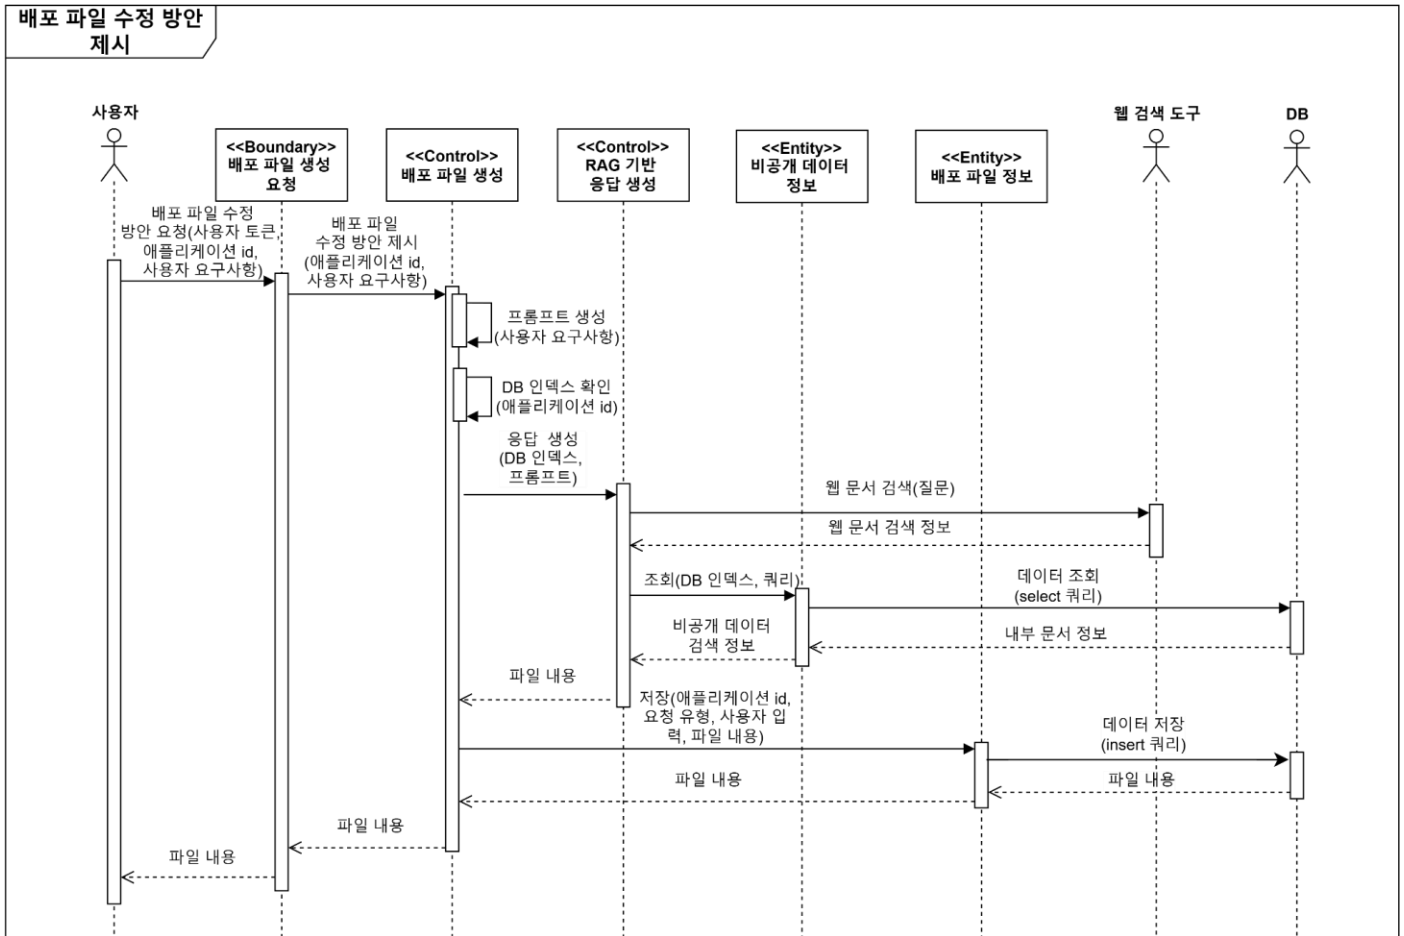 배포 파일 수정 방안
제시
사용자
<<Boundary>>
배포 파일 생성
요청
<<Control>>
배포 파일 생성
<<Control>>
RAG 기반
응답 생성
<<Entity>>
비공개 데이터
정보
<<Entity>>
배포 파일 정보
웹 검색 도구
DB
배포 파일 수정
방안 요청(사용자 토큰,
애플리케이션 id,
사용자 요구사항)
배포 파일
수정 방안 제시
(애플리케이션 id,
사용자 요구사항)
프롬프트 생성
(사용자 요구사항)
DB 인덱스 확인
(애플리케이션 id)
응답 생성
(DB 인덱스,
프롬프트)
웹 문서 검색(질문)
웹 문서 검색 정보
조회(DB 인덱스, 쿼리)
데이터 조회
(select 쿼리)
내부 문서 정보
비공개 데이터
검색 정보
파일 내용
저장(애플리케이션 id,
요청 유형, 사용자 입
력, 파일 내용)
데이터 저장
(insert 쿼리)
파일 내용
파일 내용
파일 내용
파일 내용